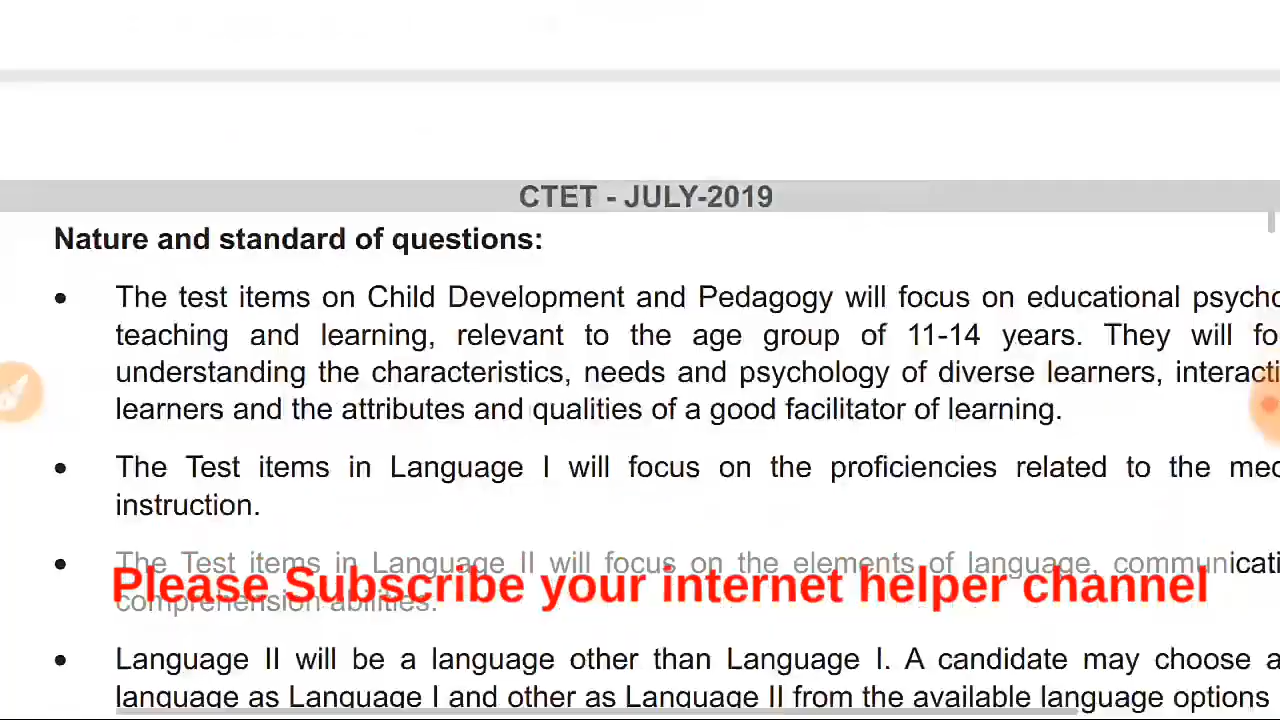 CTET - JULY-2019
Nature and standard of questions:
• The test items on Child Development and Pedagogy will focus on educational psycho
teaching and learning, relevant to the age group of 11-14 years. They will fo
understanding the characteristics, needs and psychology of diverse learners, interacti
learners and the attributes and qualities of a good facilitator of learning.
• The Test items in Language I will focus on the proficiencies related to the med
instruction.
• The Test items in Language II will focus on the elements of language, communicati
Please Subscribe your internet helper channel
comprehension abilities.
• Language II will be a language other than Language I. A candidate may choose a
language as Language I and other as Language II from the available language options